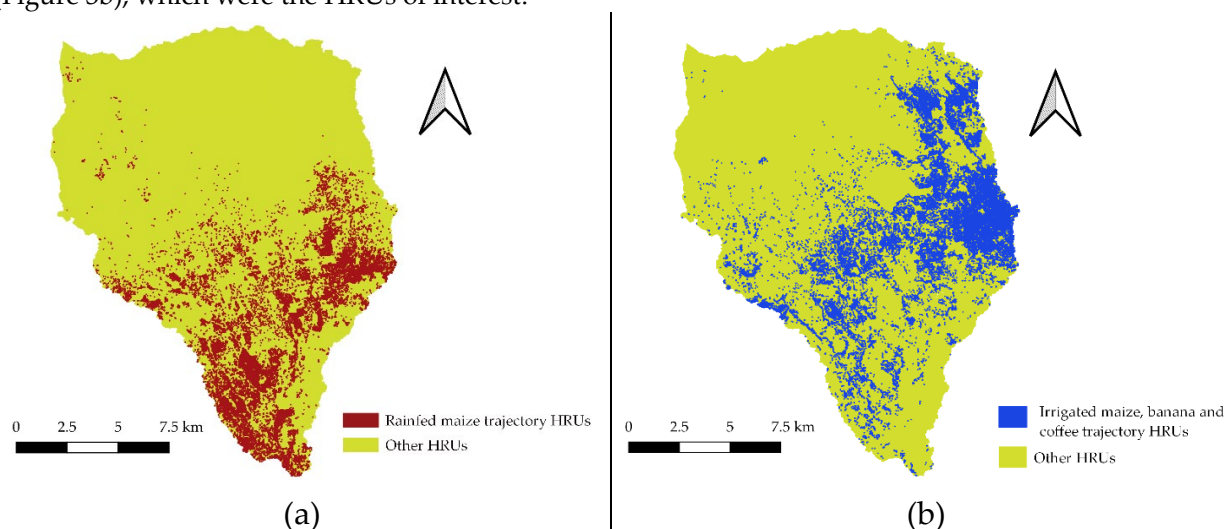 (Figure 5b), which were the HRUs of interest.
0 2.5 5 7.5 km
Rainfed maize trajectory HRUs
Other HRUs
(a)
0 2.5 5 7.5 km
Irrigated maize, banana and
coffee trajectory HRUs
Other HRUs
(b)